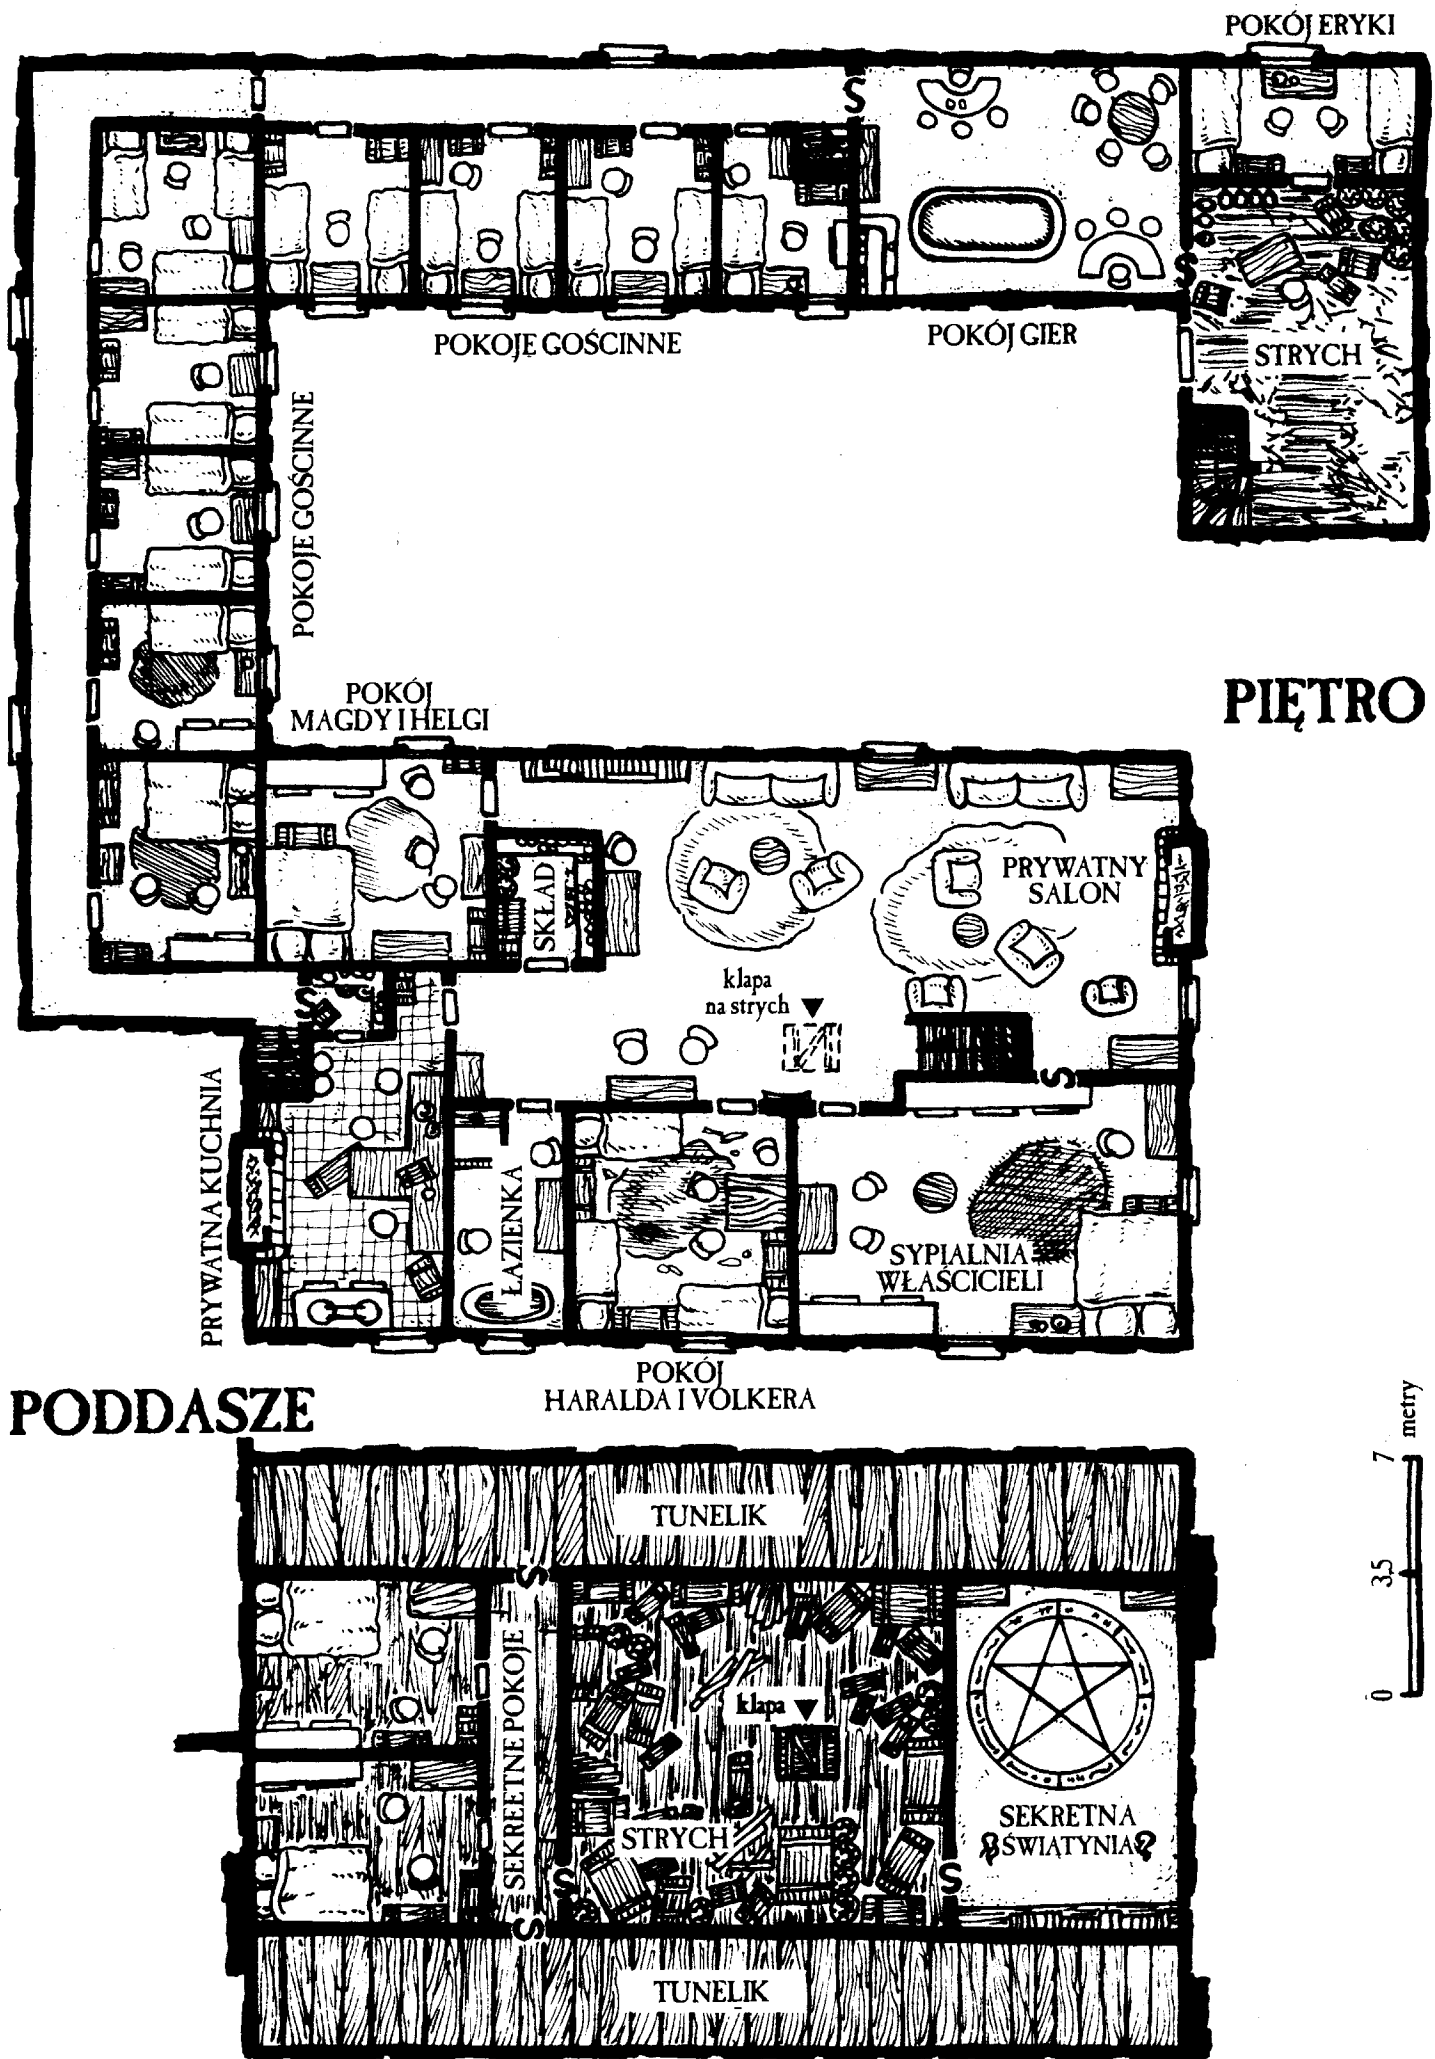 POKÓJ ERYKI
S
S
POKOJE GOŚCINNE
POKÓJ GIER
STRYCH
POKOJE GOŚCINNE
PIĘTRO
POKÓJ
MAGDY I HELGI
SKŁAD
PRYWATNY
SALON
klapa
na strych
S
S
PRYWATNA KUCHNIA
ŁAZIENKA
SYPIALNIA
WŁAŚCICIELI
POKÓJ
HARALDA I VOLKERA
PODDASZE
metry
7
3.5
0
TUNELIK
S
SEKREETNE POKOJE
klapa
STRYCH
SEKRETNA
ŚWIĄTYNIA
S
S
S
TUNELIK